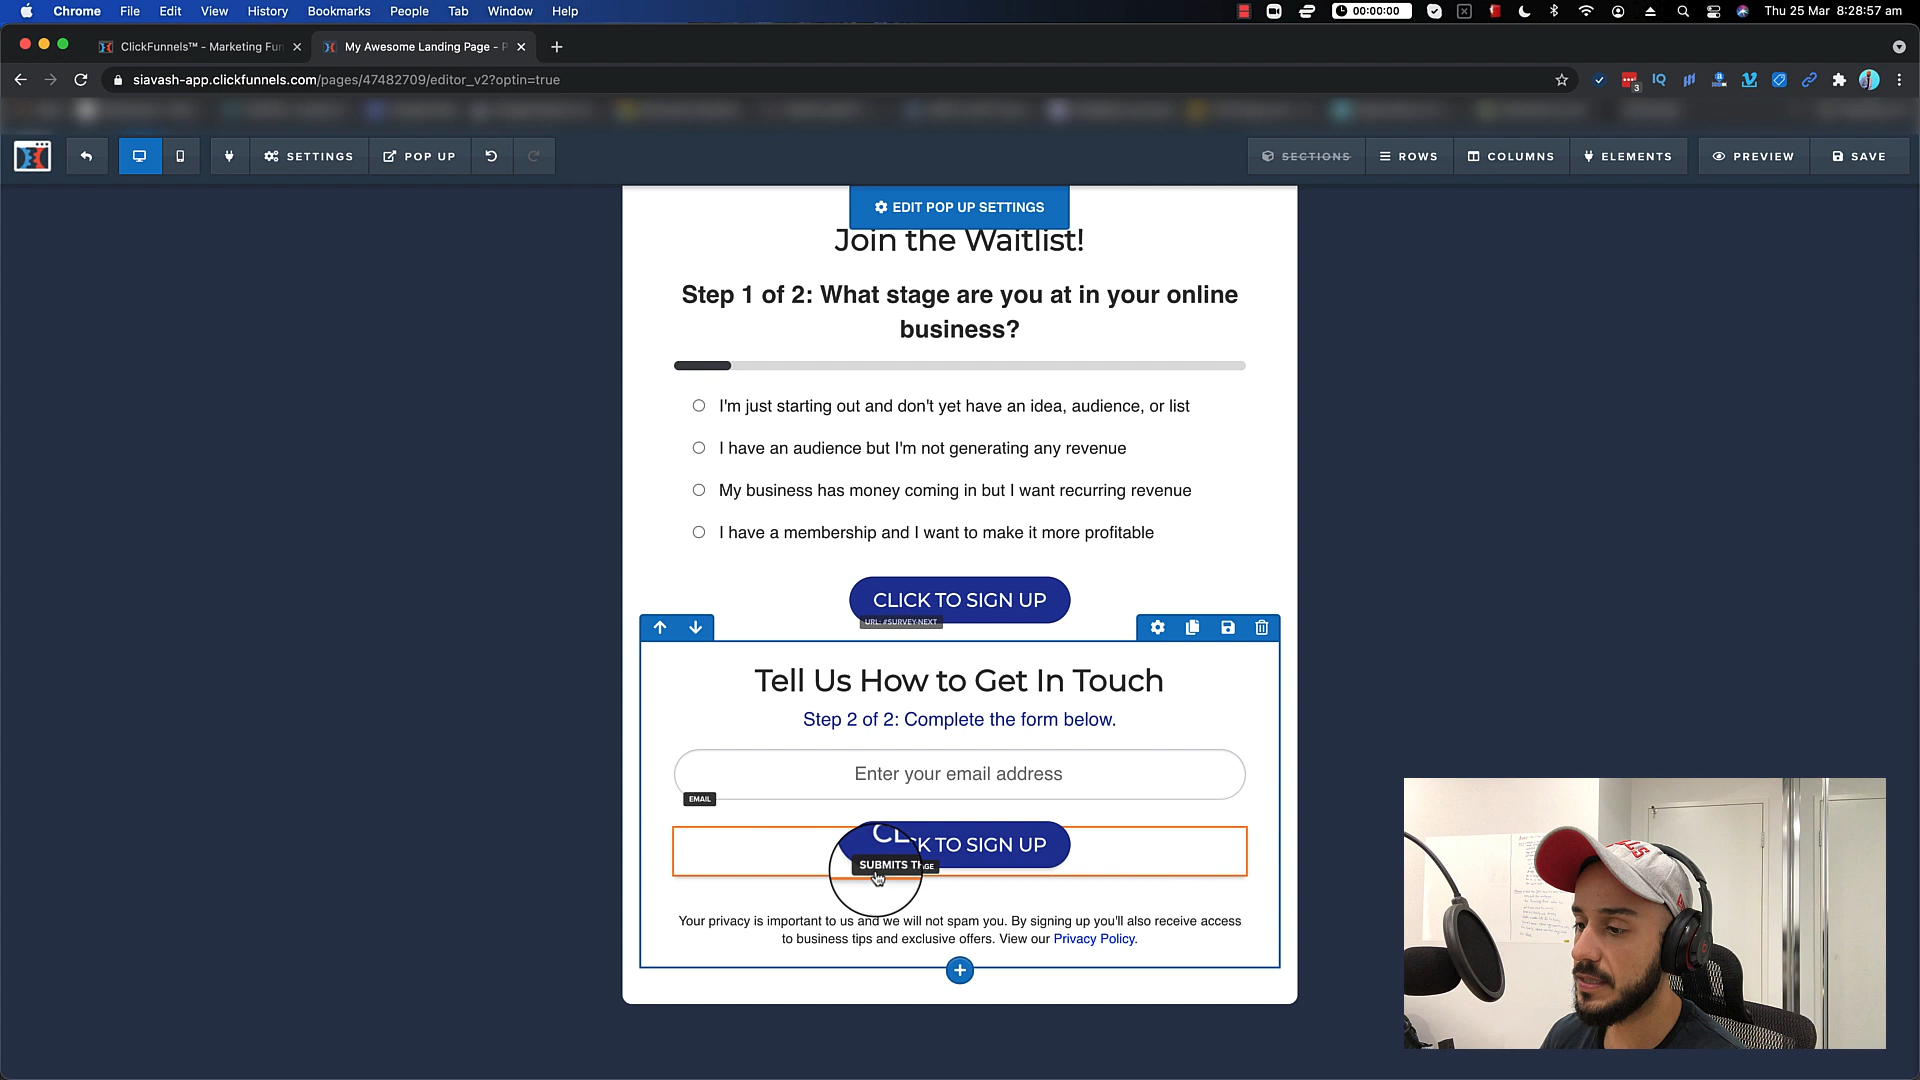 Chrome File Edit View History Bookmarks People Tab Window Help 00:00:00 Thu 25 Mar 8:28:57 am
ClickFunnels™ - Marketing Fun My Awesome Landing Page - P
siavash-app.clickfunnels.com/pages/47482709/editor_v2?optin=true
3 IQ
SETTINGS POP UP SECTIONS ROWS COLUMNS ELEMENTS PREVIEW SAVE
EDIT POP UP SETTINGS
Join the Waitlist!
Step 1 of 2: What stage are you at in your online
business?
I'm just starting out and don't yet have an idea, audience, or list
I have an audience but I'm not generating any revenue
My business has money coming in but I want recurring revenue
I have a membership and I want to make it more profitable
CLICK TO SIGN UP
URL: #SURVEY-NEXT
Tell Us How to Get In Touch
Step 2 of 2: Complete the form below.
Enter your email address
EMAIL
CLICK TO SIGN UP
SUBMITS
Your privacy is important to us and we will not spam you. By signing up you'll also receive access
to business tips and exclusive offers. View our Privacy Policy.